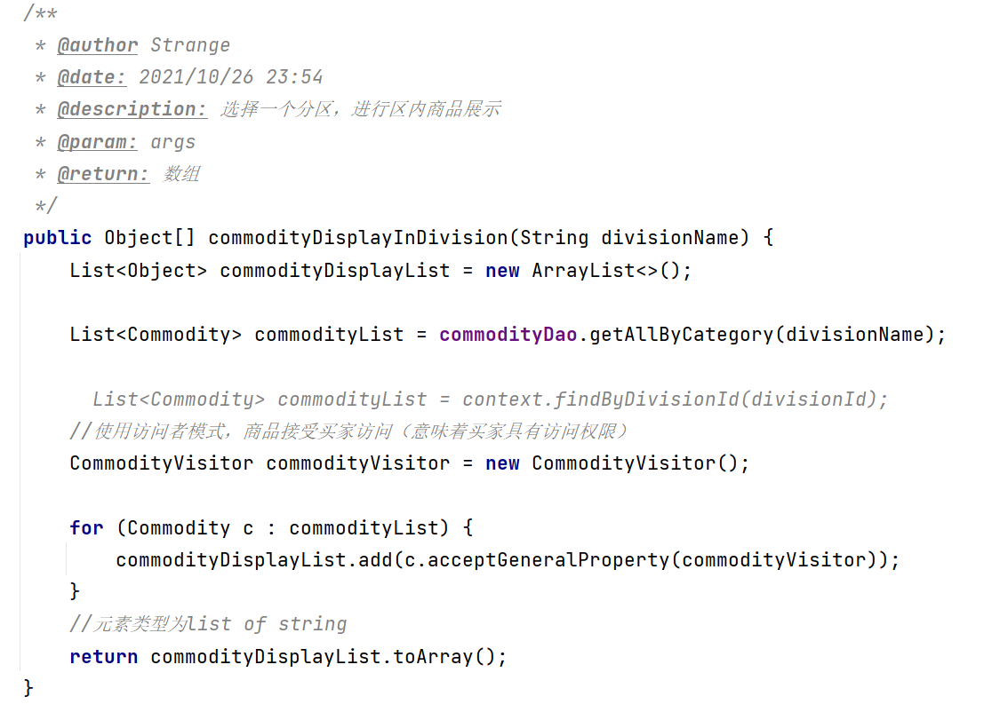 /**
 * @author Strange
 * @date: 2021/10/26 23:54
 * @description: 选择一个分区，进行区内商品展示
 * @param: args
 * @return: 数组
 */
public Object[] commodityDisplayInDivision(String divisionName) {
    List<Object> commodityDisplayList = new ArrayList<>();
    List<Commodity> commodityList = commodityDao.getAllByCategory(divisionName);
      List<Commodity> commodityList = context.findByDivisionId(divisionId);
    //使用访问者模式，商品接受买家访问（意味着买家具有访问权限）
    CommodityVisitor commodityVisitor = new CommodityVisitor();
    for (Commodity c : commodityList) {
        commodityDisplayList.add(c.acceptGeneralProperty(commodityVisitor));
    }
    //元素类型为list of string
    return commodityDisplayList.toArray();
}